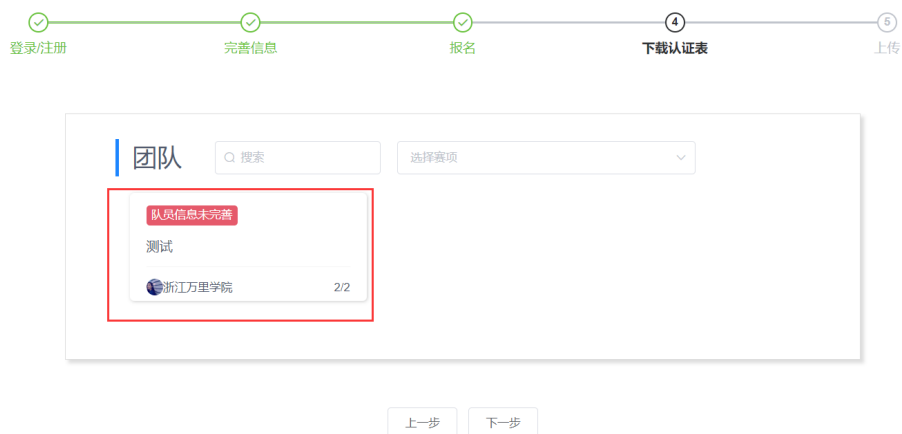 4 5
登录/注册 完善信息 报名 下载认证表 上传
团队 搜索 选择赛项
队员信息未完善
测试
浙江万里学院 2/2
上一步 下一步